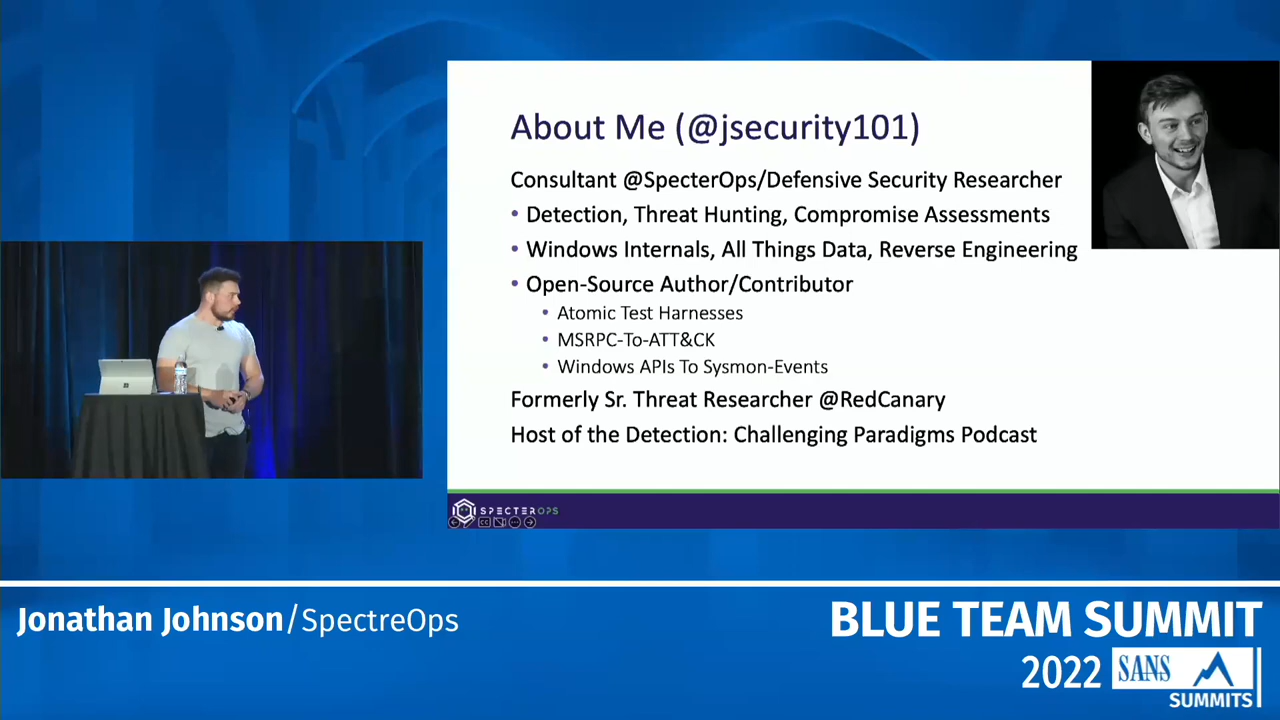 About Me (@jsecurity101)
Consultant @SpecterOps/Defensive Security Researcher
• Detection, Threat Hunting, Compromise Assessments
• Windows Internals, All Things Data, Reverse Engineering
• Open-Source Author/Contributor
• Atomic Test Harnesses
• MSRPC-To-ATT&CK
• Windows APIs To Sysmon-Events
Formerly Sr. Threat Researcher @RedCanary
Host of the Detection: Challenging Paradigms Podcast
SPECTEROPS
CC
Jonathan Johnson/SpectreOps
BLUE TEAM SUMMIT
2022 SANS
SUMMITS